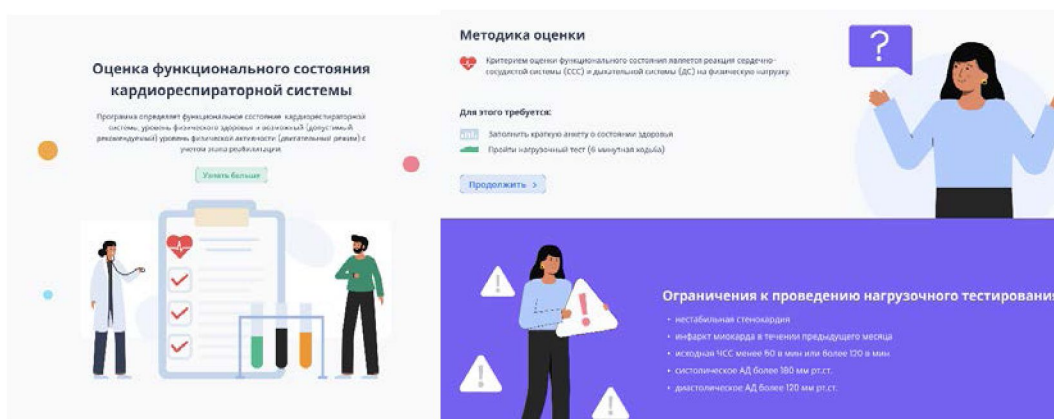 Оценка функционального состояния
кардиореспираторной системы
Программа определяет функциональное состояние кардиореспираторной
системы, уровень физического здоровья и возможный (допустимый
рекомендуемый) уровень физической активности (двигательный режим) с
учетом этапа реабилитации.
Узнать больше
Методика оценки
Критерием оценки функционального состояния является реакция сердечно-
сосудистой системы (ССС) и дыхательной системы (ДС) на физическую нагрузку.
Для этого требуется:
Заполнить краткую анкету о состоянии здоровья
Пройти нагрузочный тест (6 минутная ходьба)
Продолжить >
?
Ограничения к проведению нагрузочного тестирования
• нестабильная стенокардия
• инфаркт миокарда в течении предыдущего месяца
• исходная ЧСС менее 50 в мин или более 120 в мин
• систолическое АД более 180 мм рт.ст.
• диастолическое АД более 120 мм рт.ст.